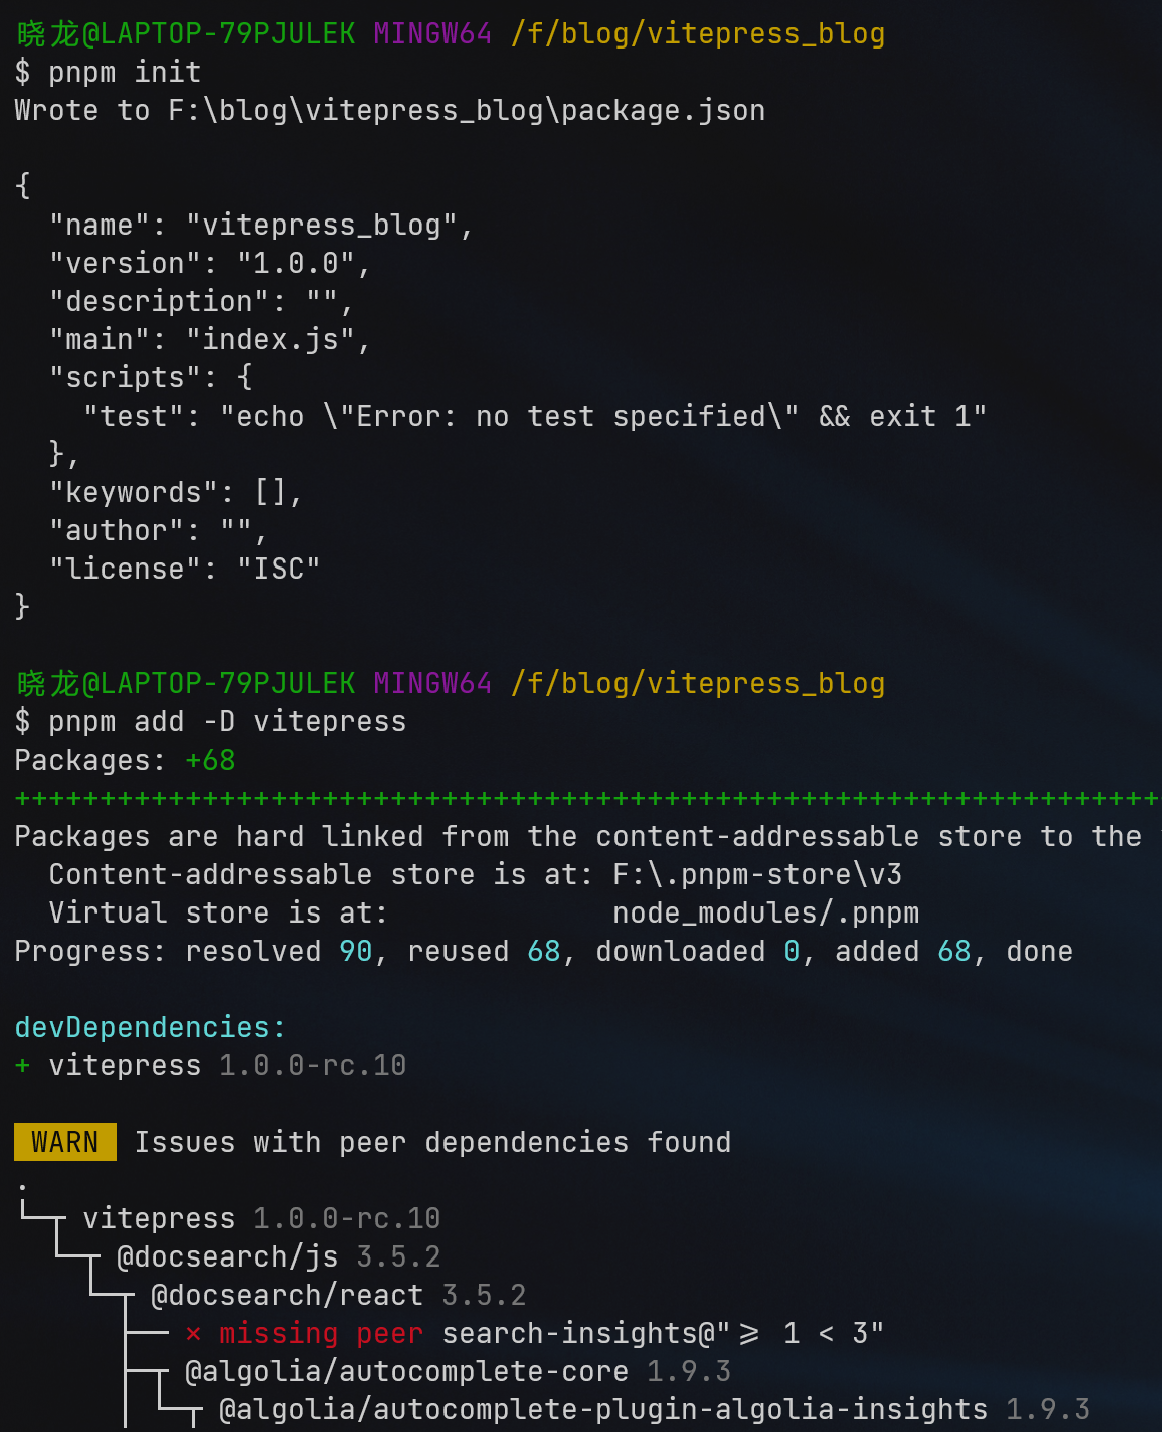 晓龙@LAPTOP-79PJULEK MINGW64 /f/blog/vitepress_blog
$ pnpm init
Wrote to F:\blog\vitepress_blog\package.json

{
  "name": "vitepress_blog",
  "version": "1.0.0",
  "description": "",
  "main": "index.js",
  "scripts": {
    "test": "echo \"Error: no test specified\" && exit 1"
  },
  "keywords": [],
  "author": "",
  "license": "ISC"
}

晓龙@LAPTOP-79PJULEK MINGW64 /f/blog/vitepress_blog
$ pnpm add -D vitepress
Packages: +68
+++++++++++++++++++++++++++++++++++++++++++++++++++++++++++++++++++
Packages are hard linked from the content-addressable store to the
  Content-addressable store is at: F:\.pnpm-store\v3
  Virtual store is at:             node_modules/.pnpm
Progress: resolved 90, reused 68, downloaded 0, added 68, done

devDependencies:
+ vitepress 1.0.0-rc.10

WARN Issues with peer dependencies found
.
└─┬ vitepress 1.0.0-rc.10
  └─┬ @docsearch/js 3.5.2
    └─┬ @docsearch/react 3.5.2
      ├── ✕ missing peer search-insights@">= 1 < 3"
      ├─┬ @algolia/autocomplete-core 1.9.3
      │ └─┬ @algolia/autocomplete-plugin-algolia-insights 1.9.3